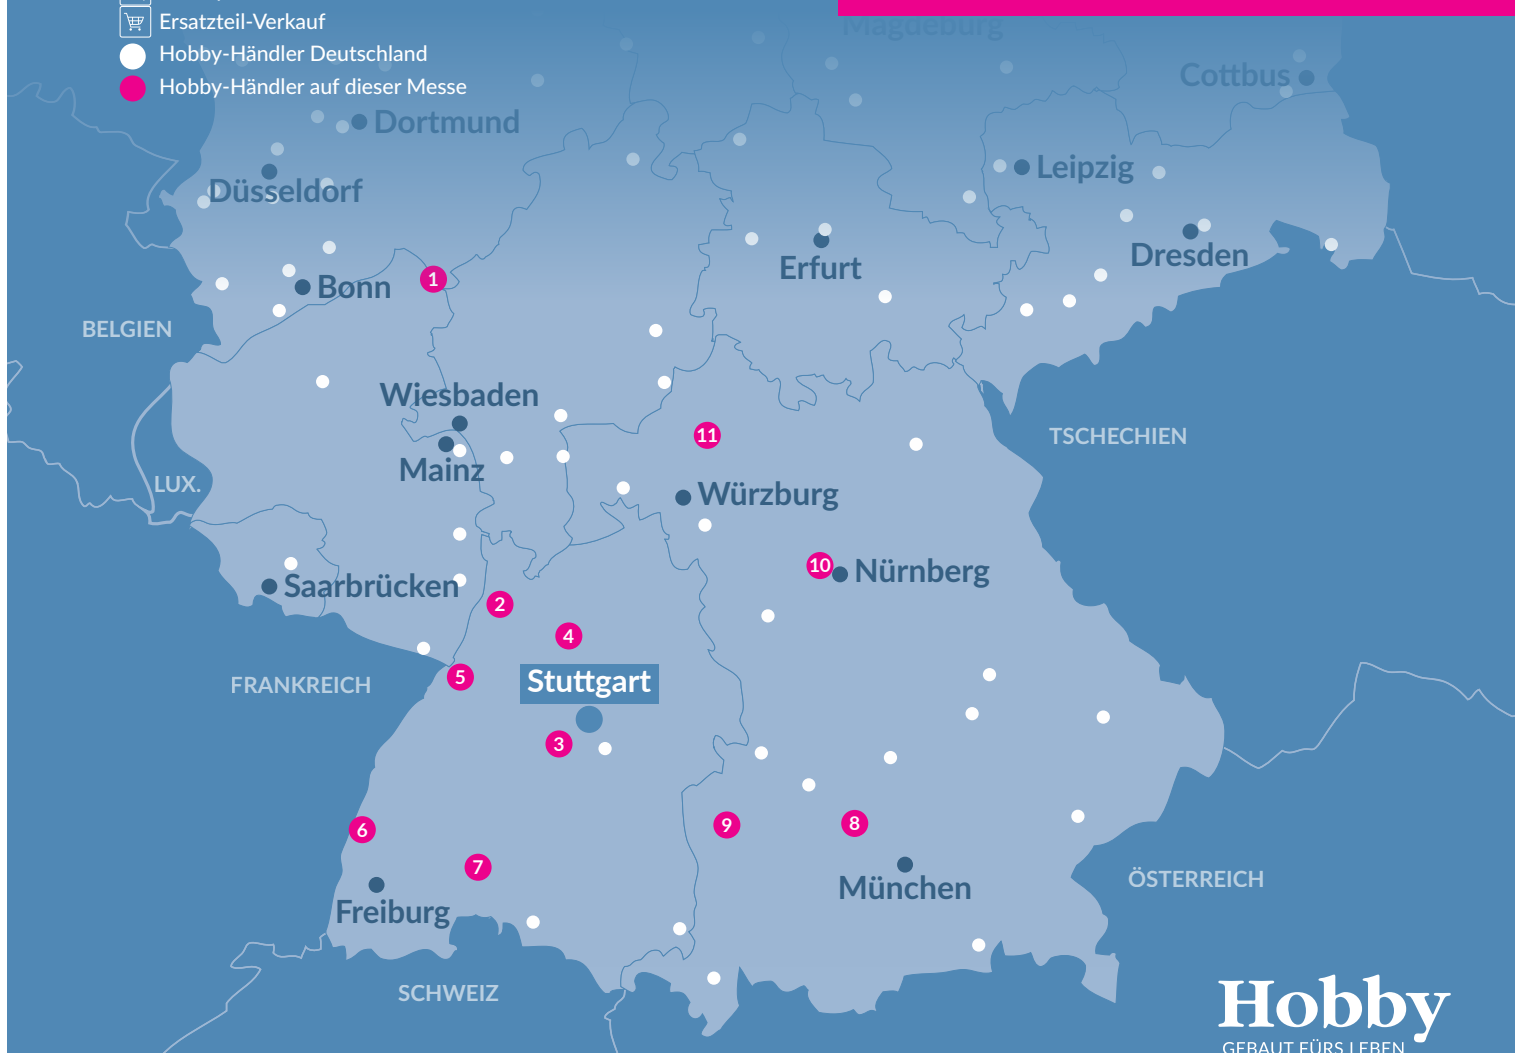 Ersatzteil-Verkauf
Hobby-Händler Deutschland
Hobby-Händler auf dieser Messe
Magdeburg
Cottbus
Dortmund
Leipzig
Düsseldorf
Erfurt
Dresden
Bonn
1
BELGIEN
Wiesbaden
11
TSCHECHIEN
Mainz
LUX.
Würzburg
10
Nürnberg
Saarbrücken
2
4
FRANKREICH
5
Stuttgart
3
6
9
8
7
München
ÖSTERREICH
Freiburg
SCHWEIZ
Hobby
GEBAUT FÜRS LEBEN